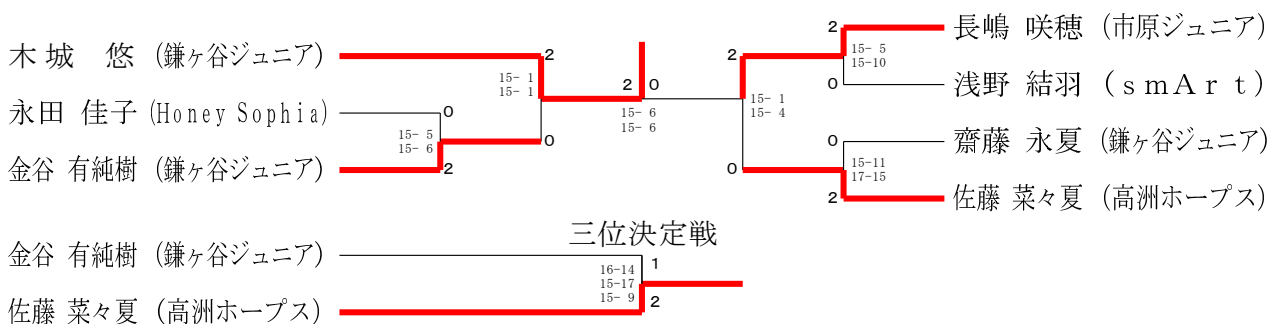 木城 悠 (鎌ヶ谷ジュニア)
永田 佳子 (Honey Sophia)
金谷 有純樹 (鎌ヶ谷ジュニア)
0
15- 5
15- 6
2
2
15- 1
15- 1
0
2 0
15- 6
15- 6
2
15- 1
15- 4
0
2
15- 5
15-10
0
0
15-11
17-15
2
長嶋 咲穂 (市原ジュニア)
浅野 結羽 (ｓｍＡｒｔ)
齋藤 永夏 (鎌ヶ谷ジュニア)
佐藤 菜々夏 (高洲ホープス)
三位決定戦
金谷 有純樹 (鎌ヶ谷ジュニア)
佐藤 菜々夏 (高洲ホープス)
1
16-14
15-17
15- 9
2